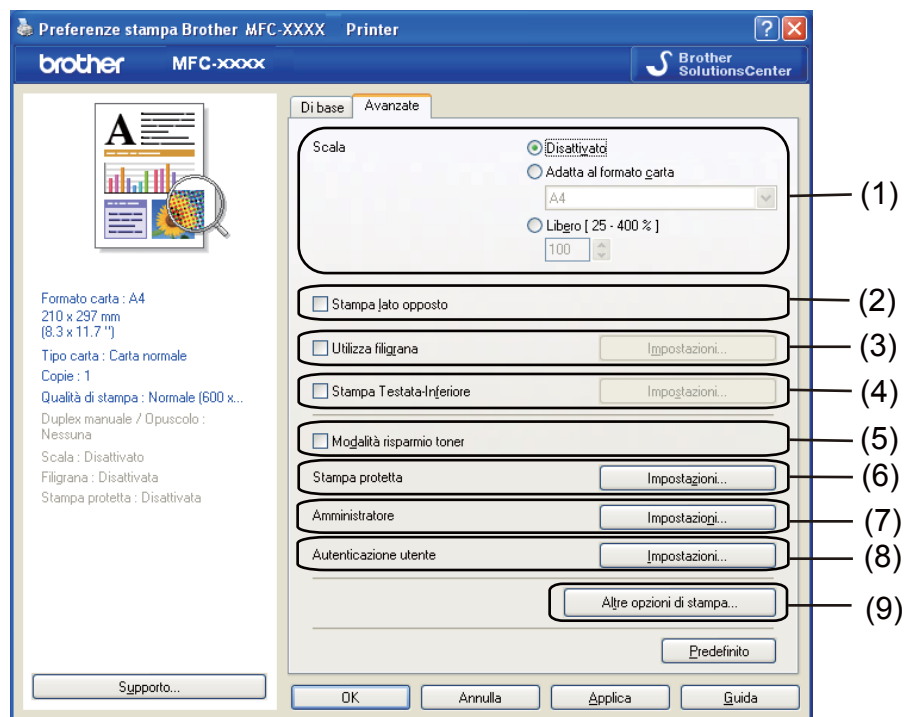 Preferenze stampa Brother MFC-XXXX Printer
brother MFC-xxxx
Brother
SolutionsCenter
A
Formato carta : A4
210 x 297 mm
(8.3 x 11.7 ")
Tipo carta : Carta normale
Copie : 1
Qualità di stampa : Normale (600 x...
Duplex manuale / Opuscolo :
Nessuna
Scala : Disattivato
Filigrana : Disattivata
Stampa protetta : Disattivata
Supporto...
Di base Avanzate
Scala
Disattivato
Adatta al formato carta
A4
Libero [ 25 - 400 % ]
100
(1)
Stampa lato opposto
(2)
Utilizza filigrana Impostazioni...
(3)
Stampa Testata-Inferiore Impostazioni...
(4)
Modalità risparmio toner
(5)
Stampa protetta Impostazioni...
(6)
Amministratore Impostazioni...
(7)
Autenticazione utente Impostazioni...
(8)
Altre opzioni di stampa...
(9)
Predefinito
OK Annulla Applica Guida